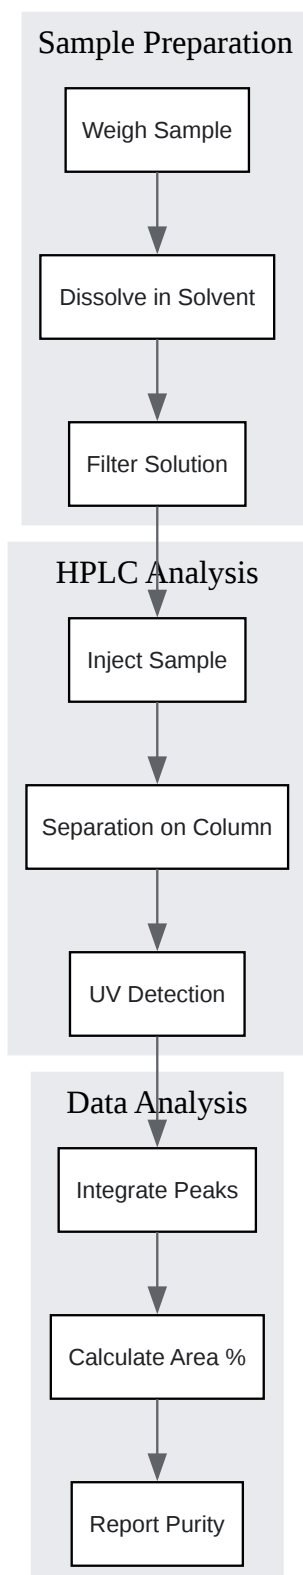 Sample Preparation
Weigh Sample
Dissolve in Solvent
Filter Solution
HPLC Analysis
Inject Sample
Separation on Column
UV Detection
Data Analysis
Integrate Peaks
Calculate Area %
Report Purity